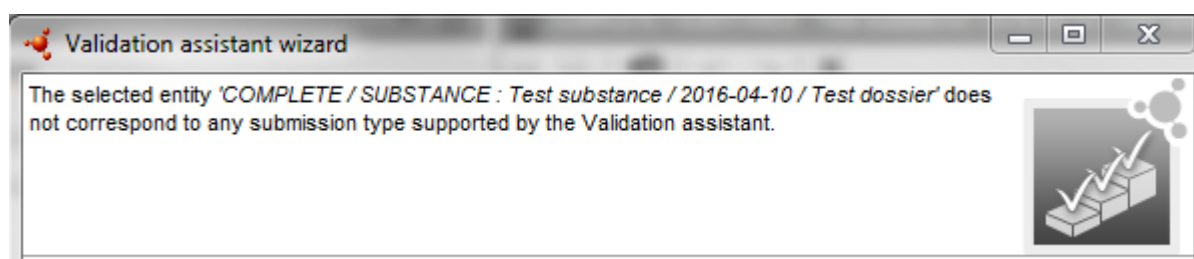 Validation assistant wizard
The selected entity 'COMPLETE / SUBSTANCE : Test substance / 2016-04-10 / Test dossier' does
not correspond to any submission type supported by the Validation assistant.